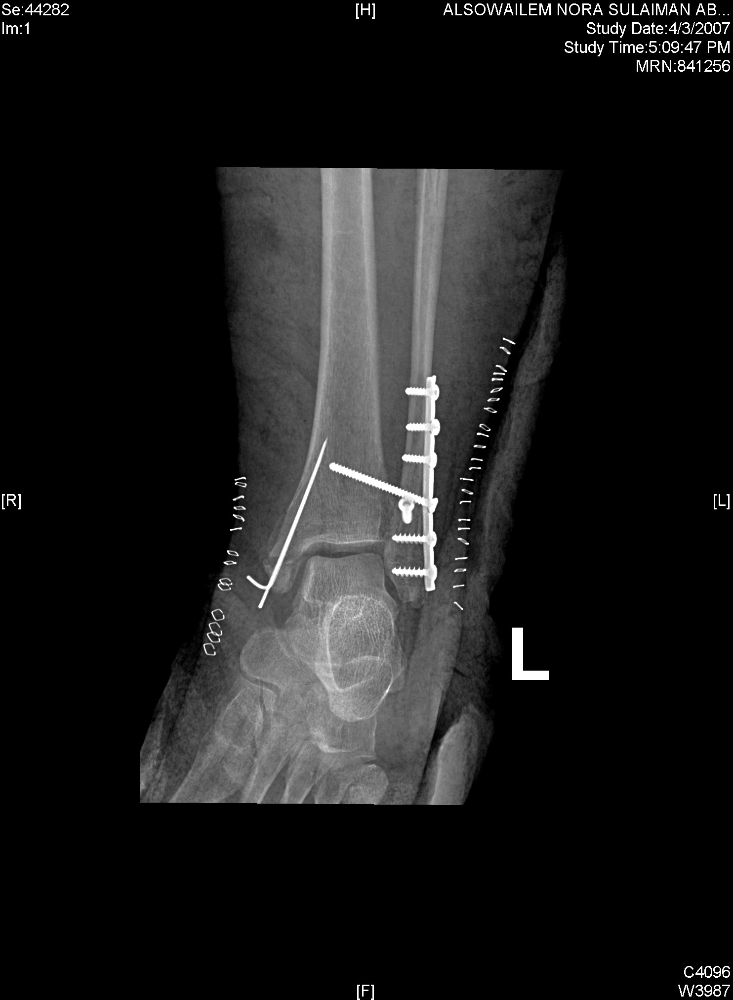 Se:44282
Im:1
[H]
ALSOWAILEM NORA SULAIMAN AB...
Study Date:4/3/2007
Study Time:5:09:47 PM
MRN:841256
[R]
[L]
L
C4096
W3987
[F]